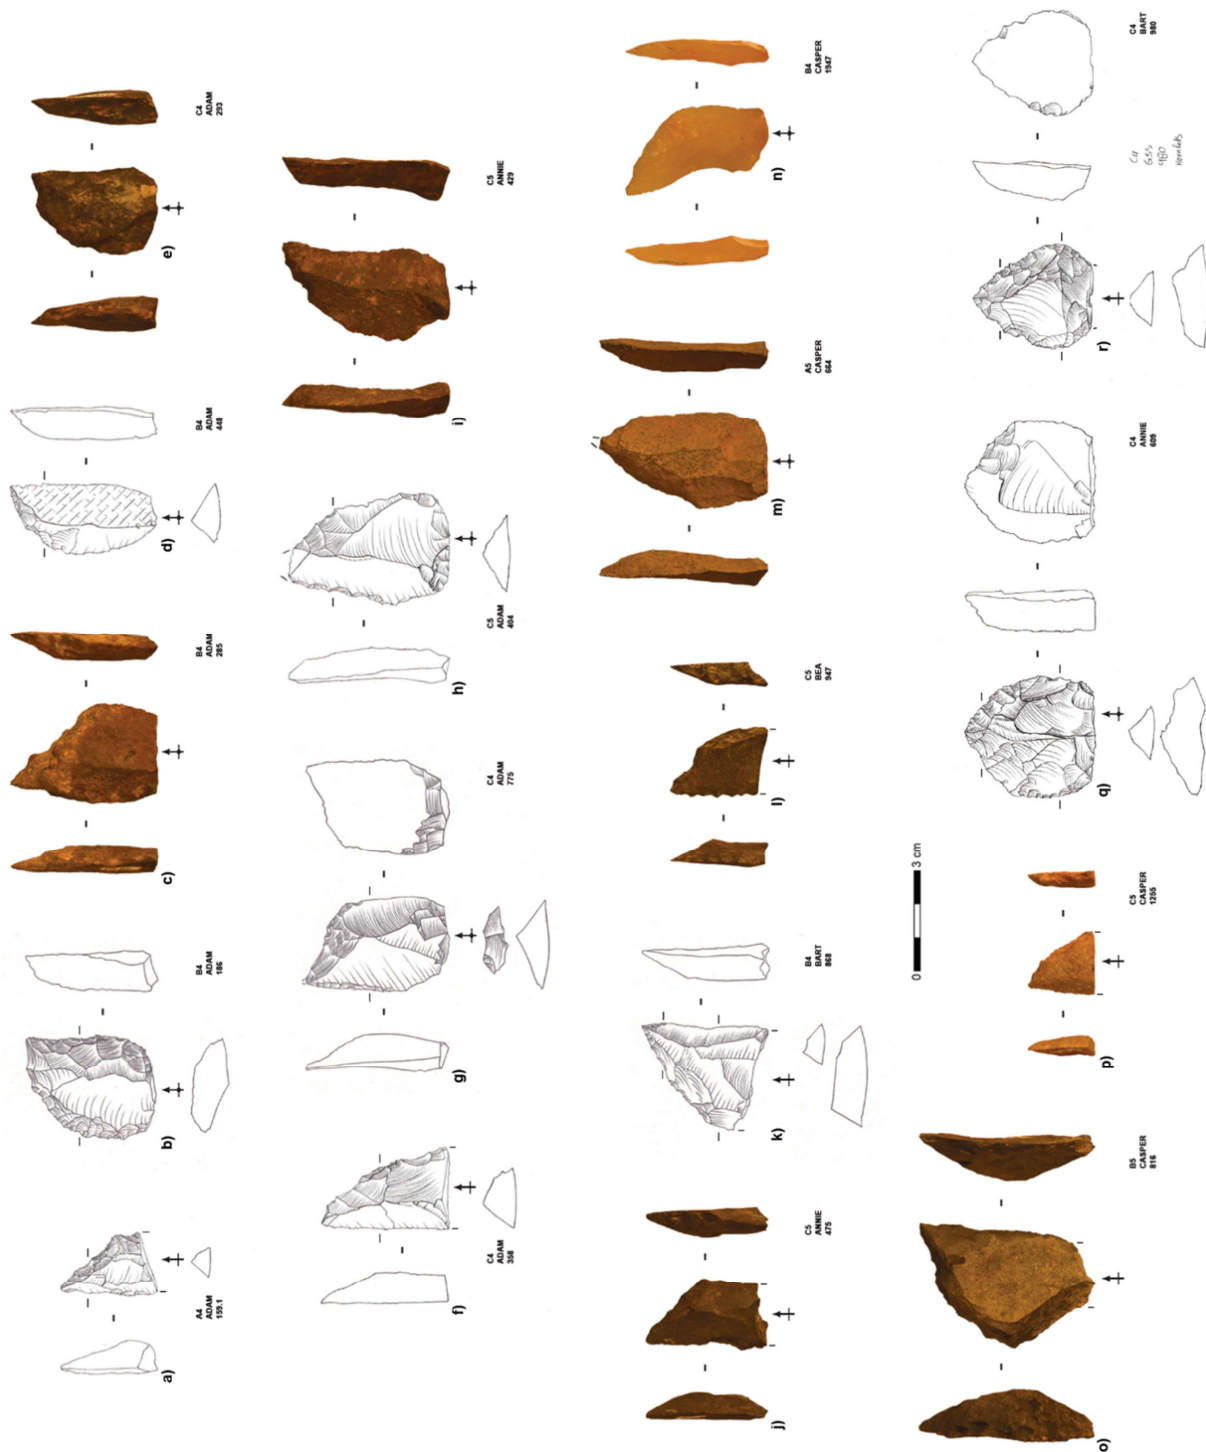 a)
A4
ADAM
159.1
b)
B4
ADAM
186
c)
B4
ADAM
285
d)
B4
ADAM
448
e)
C4
ADAM
293
f)
C4
ADAM
358
g)
C4
ADAM
775
h)
C5
ADAM
404
i)
C5
ANNIE
429
j)
C5
ANNIE
475
k)
B4
BART
868
l)
C5
BEA
947
m)
A5
CASPER
664
n)
B4
CASPER
1947
o)
B5
CASPER
816
p)
C5
CASPER
1255
0 3 cm
q)
C4
ANNIE
609
r)
C4
655
980
C4
BART
980